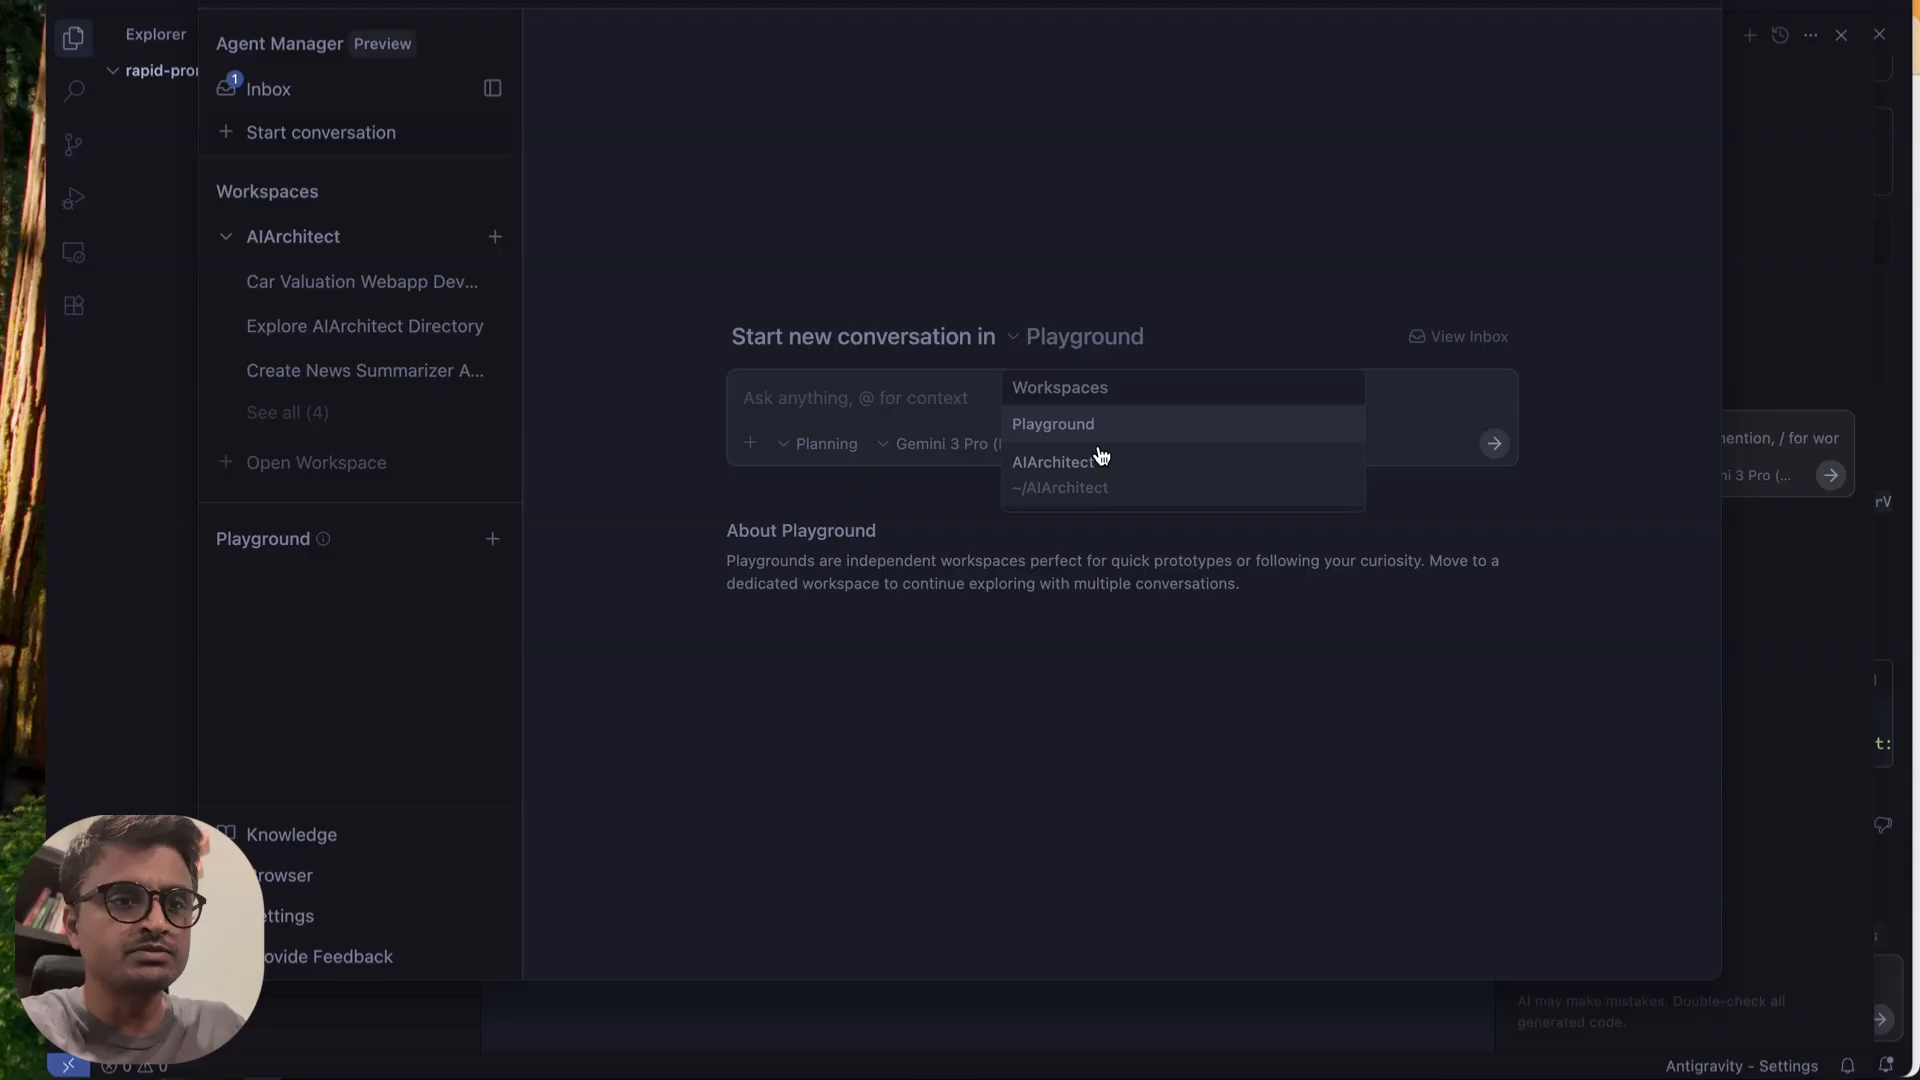 Explorer
rapid-pro
Agent Manager Preview
1
Inbox
Start conversation
Workspaces
AIArchitect
Car Valuation Webapp Dev...
Explore AIArchitect Directory
Create News Summarizer A...
See all (4)
Open Workspace
Playground
Knowledge
Browser
ettings
ovide Feedback
Start new conversation in Playground
View Inbox
Ask anything, @ for context
Planning
Gemini 3 Pro (
Workspaces
Playground
AIArchitect
~/AIArchitect
About Playground
Playgrounds are independent workspaces perfect for quick prototypes or following your curiosity. Move to a
dedicated workspace to continue exploring with multiple conversations.
mention, / for wor
ni 3 Pro (...
rV
t:
AI may make mistakes. Double-check all
generated code.
0 0
Antigravity - Settings